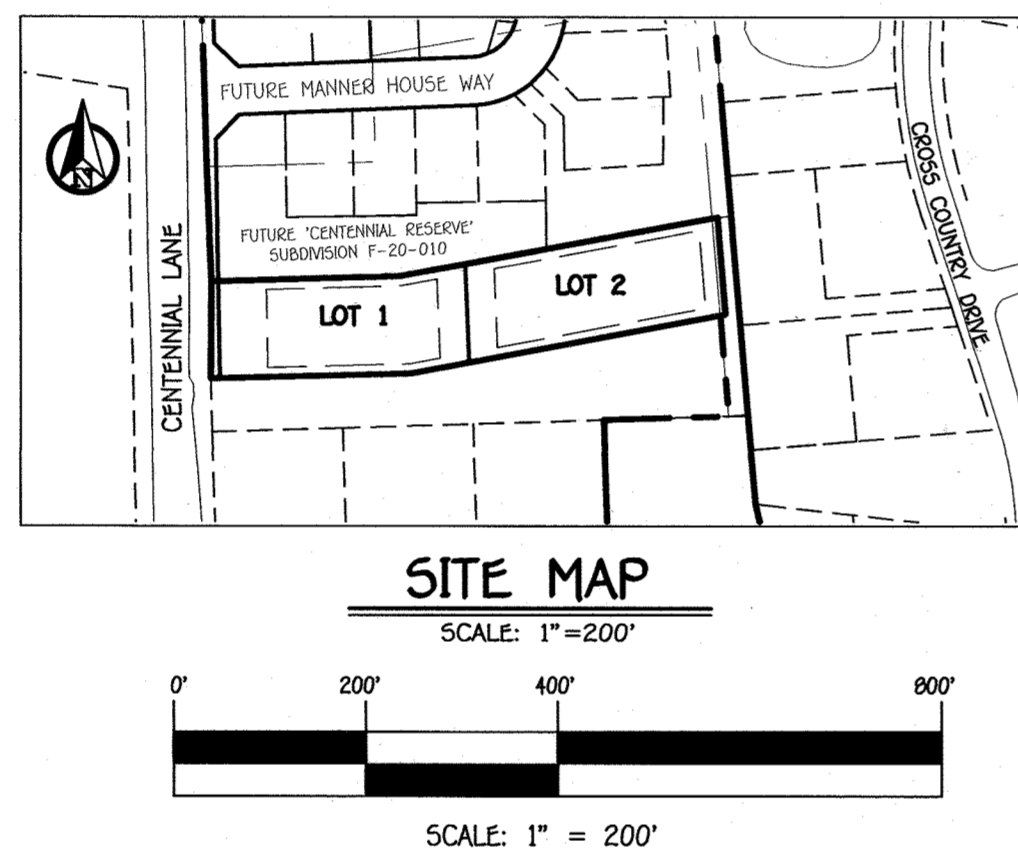 FUTURE MANNER HOUSE WAY
N
CENTENNIAL LANE
FUTURE 'CENTENNIAL RESERVE'
SUBDIVISION F-20-010
LOT 1
LOT 2
CROSS COUNTRY DRIVE
SITE MAP
SCALE: 1"=200'
0' 200' 400' 800'
SCALE: 1" = 200'